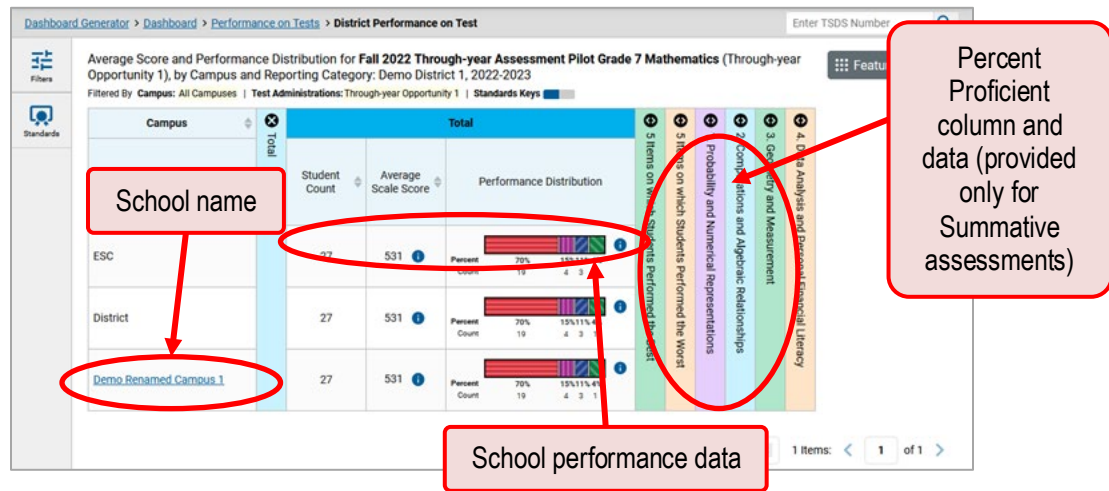 Dashboard Generator > Dashboard > Performance on Tests > District Performance on Test
Enter TSDS Number
Filters
Standards
Average Score and Performance Distribution for Fall 2022 Through-year Assessment Pilot Grade 7 Mathematics (Through-year
Opportunity 1), by Campus and Reporting Category: Demo District 1, 2022-2023
Filtered By Campus: All Campuses | Test Administrations: Through-year Opportunity 1 | Standards Keys
Campus
Total
Total
Student
Count
Average
Scale Score
Performance Distribution
5 Items on which Students Performed the Best
5 Items on which Students Performed the Worst
Probability and Numerical Representations
2. Computations and Algebraic Relationships
3. Geometry and Measurement
4. Data Analysis and Personal Financial Literacy
ESC
27
531
Percent 70% 15% 11%
Count 19 4 3
District
27
531
Percent 70% 15% 11% 4%
Count 19 4 3 1
Demo Renamed Campus 1
27
531
Percent 70% 15% 11% 4%
Count 19 4 3 1
1 Items: < 1 of 1 >
School name
School performance data
Percent
Proficient
column and
data (provided
only for
Summative
assessments)